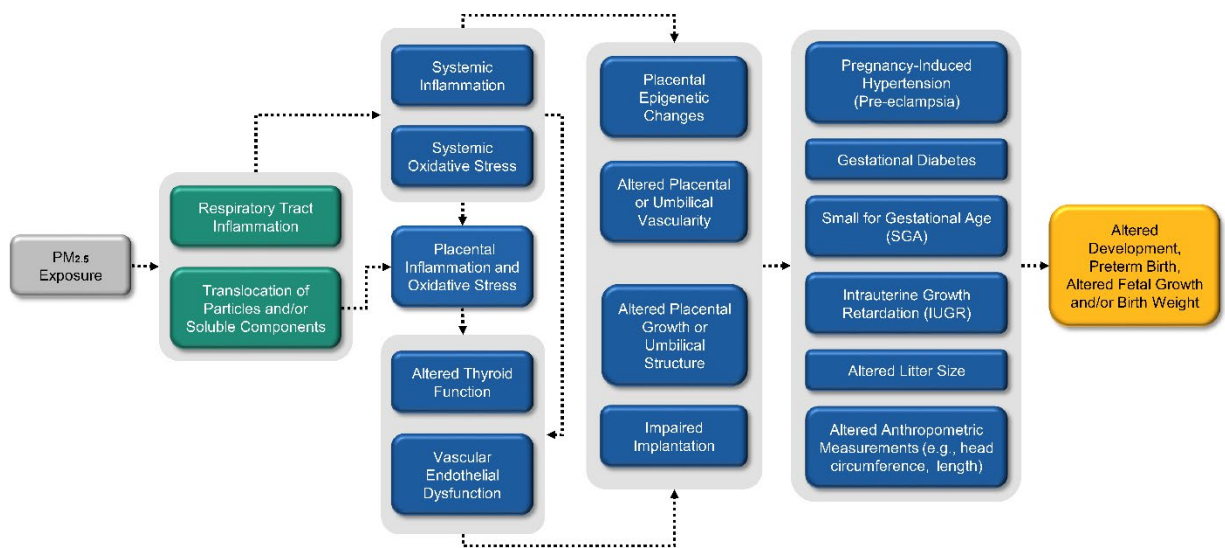 PM2.5
Exposure
Respiratory Tract
Inflammation
Translocation of
Particles and/or
Soluble Components
Systemic
Inflammation
Systemic
Oxidative Stress
Placental
Inflammation and
Oxidative Stress
Altered Thyroid
Function
Vascular
Endothelial
Dysfunction
Placental
Epigenetic
Changes
Altered Placental
or Umbilical
Vascularity
Altered Placental
Growth or
Umbilical
Structure
Impaired
Implantation
Pregnancy-Induced
Hypertension
(Pre-eclampsia)
Gestational Diabetes
Small for Gestational Age
(SGA)
Intrauterine Growth
Retardation (IUGR)
Altered Litter Size
Altered Anthropometric
Measurements (e.g., head
circumference, length)
Altered
Development,
Preterm Birth,
Altered Fetal Growth
and/or Birth Weight